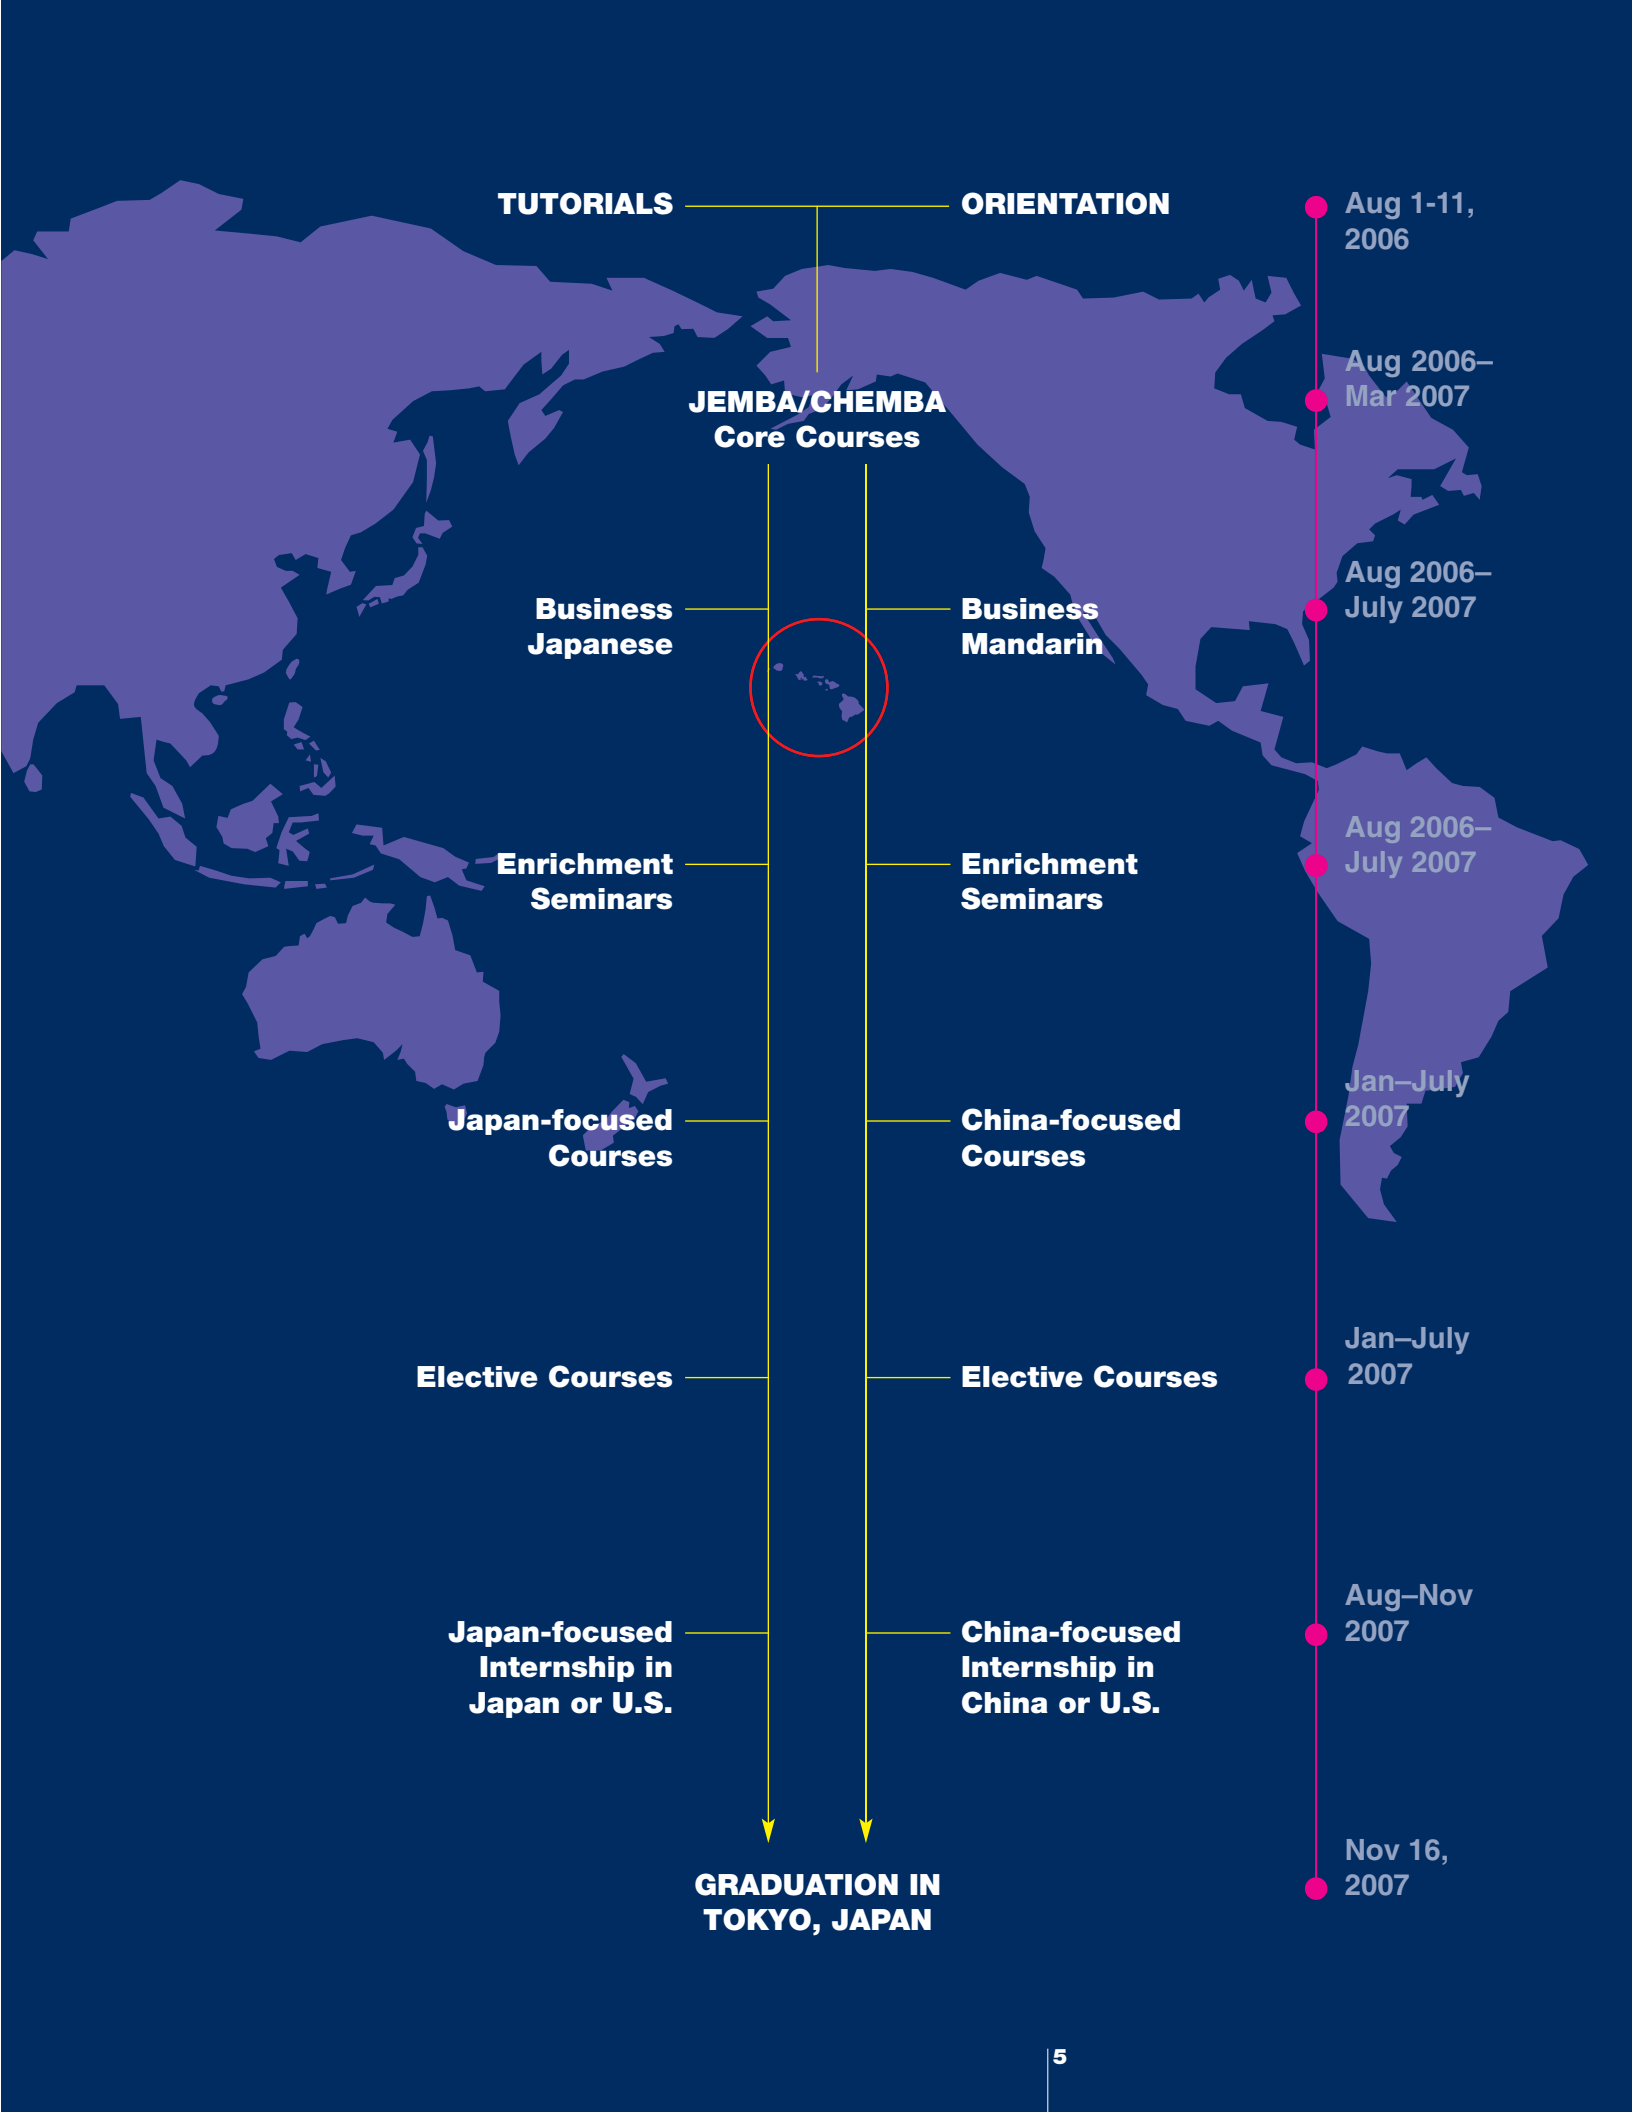 TUTORIALS
ORIENTATION
Aug 1-11,
2006
JEMBA/CHEMBA
Core Courses
Aug 2006–
Mar 2007
Business
Japanese
Business
Mandarin
Aug 2006–
July 2007
Enrichment
Seminars
Enrichment
Seminars
Aug 2006–
July 2007
Japan-focused
Courses
China-focused
Courses
Jan–July
2007
Elective Courses
Elective Courses
Jan–July
2007
Japan-focused
Internship in
Japan or U.S.
China-focused
Internship in
China or U.S.
Aug–Nov
2007
GRADUATION IN
TOKYO, JAPAN
Nov 16,
2007
5